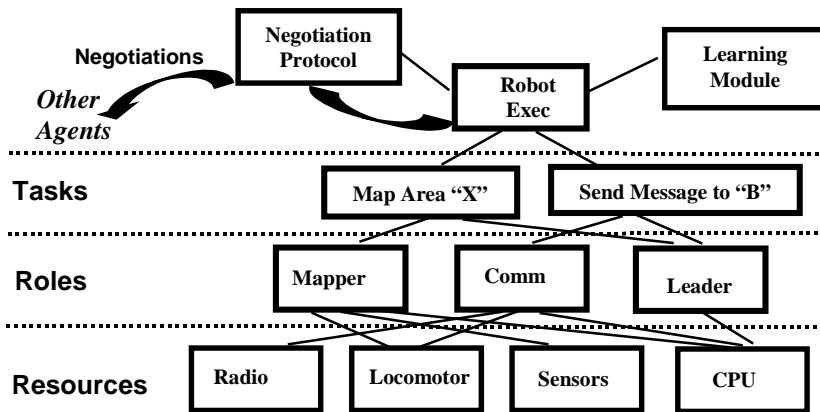 Negotiations
Negotiation
Protocol
Learning
Module
Robot
Exec
Other
Agents
Tasks
Map Area “X”
Send Message to “B”
Roles
Mapper
Comm
Leader
Resources
Radio
Locomotor
Sensors
CPU